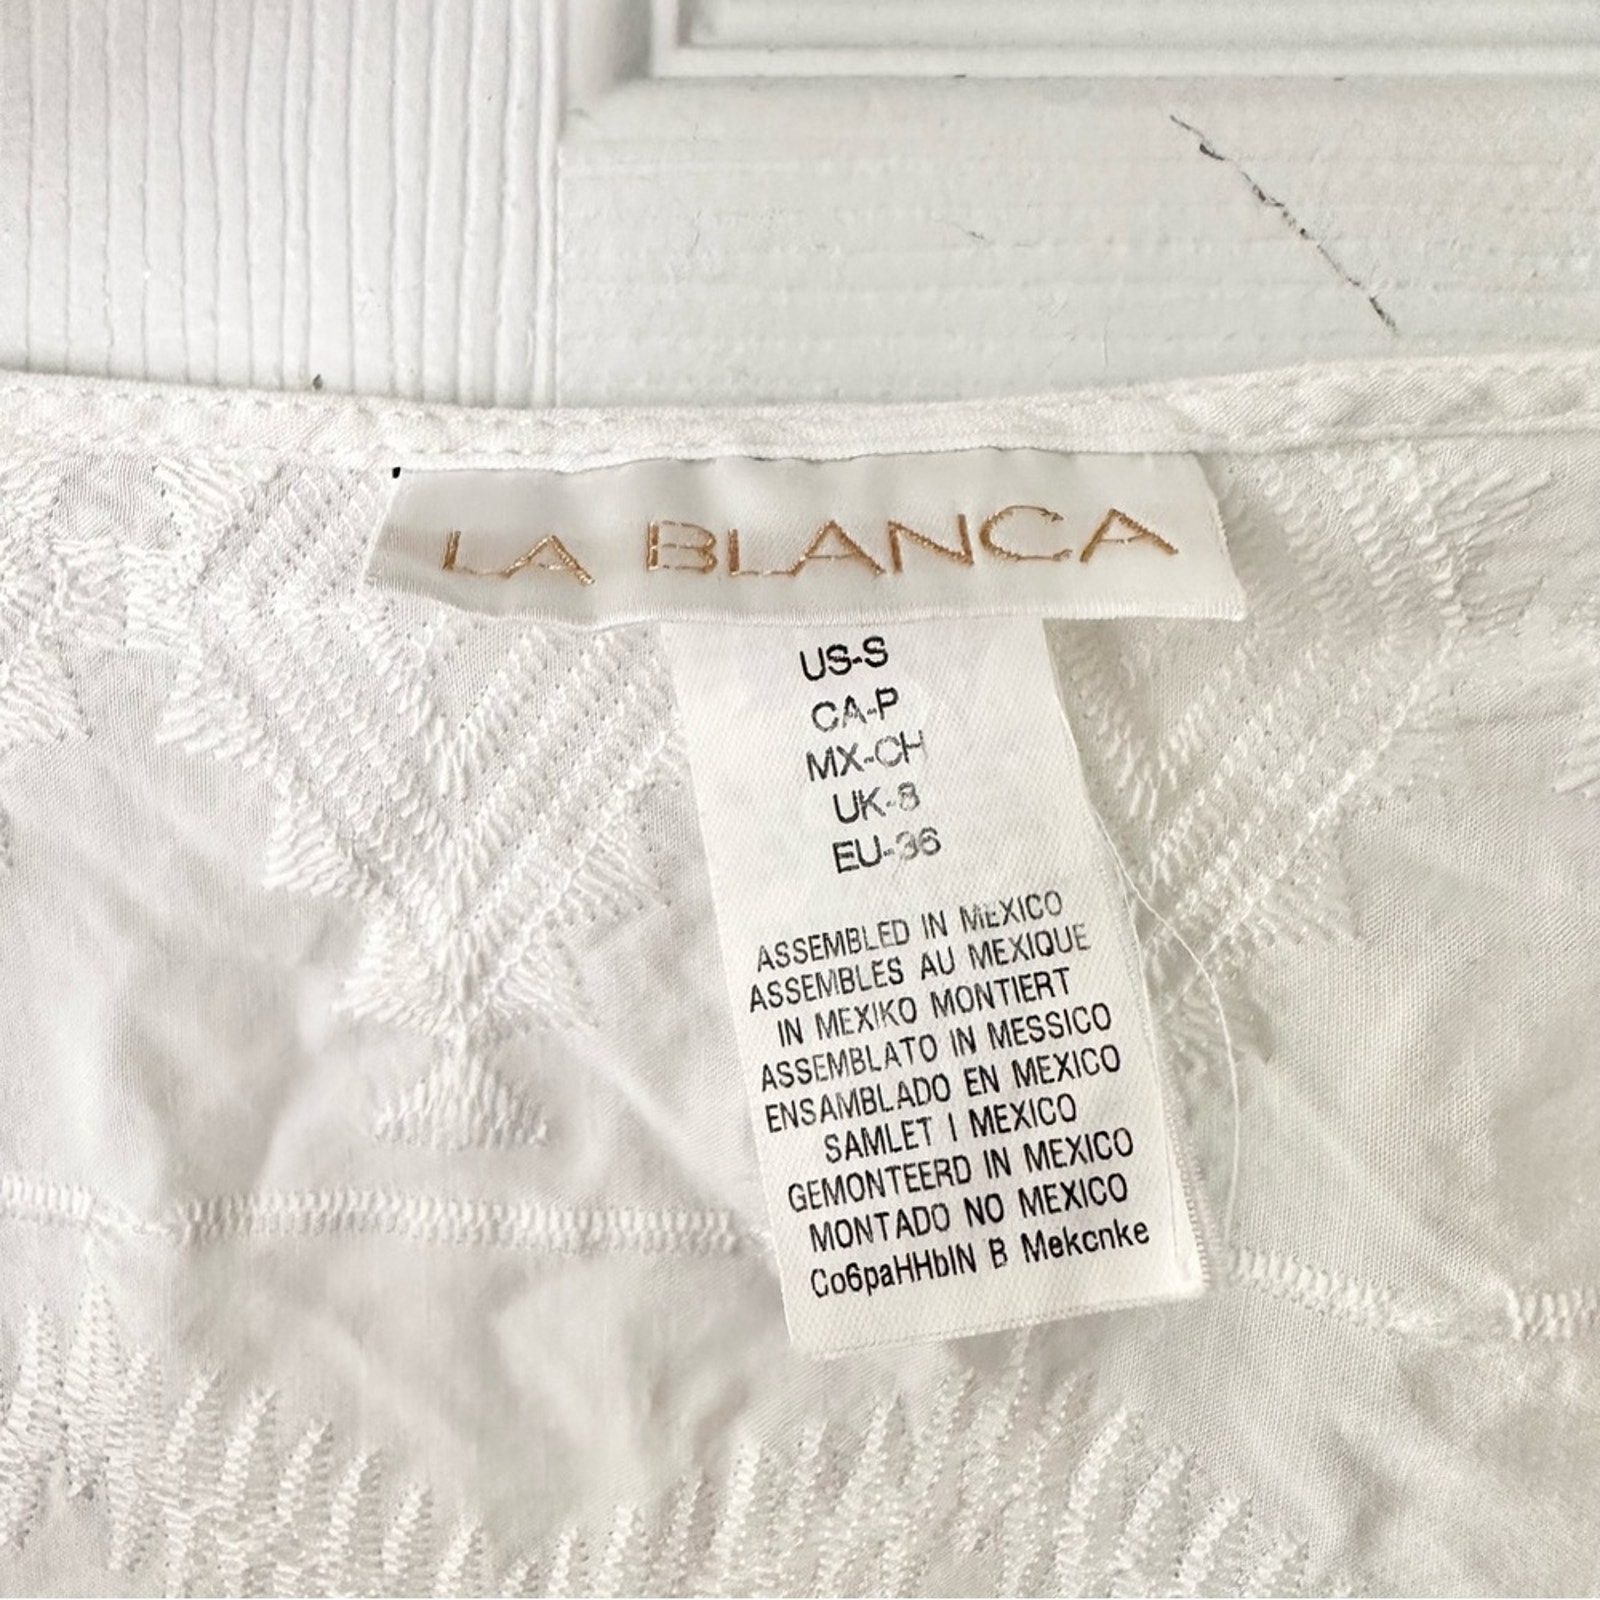 LA BLANCA
US-S
CA-P
MX-CH
UK-8
EU-36
ASSEMBLED IN MEXICO
ASSEMBLES AU MEXIQUE
IN MEXIKO MONTIERT
ASSEMBLATO IN MESSICO
ENSAMBLADO EN MEXICO
SAMLET I MEXICO
GEMONTEERD IN MEXICO
MONTADO NO MEXICO
Co6paHHbIN B Mekcnke